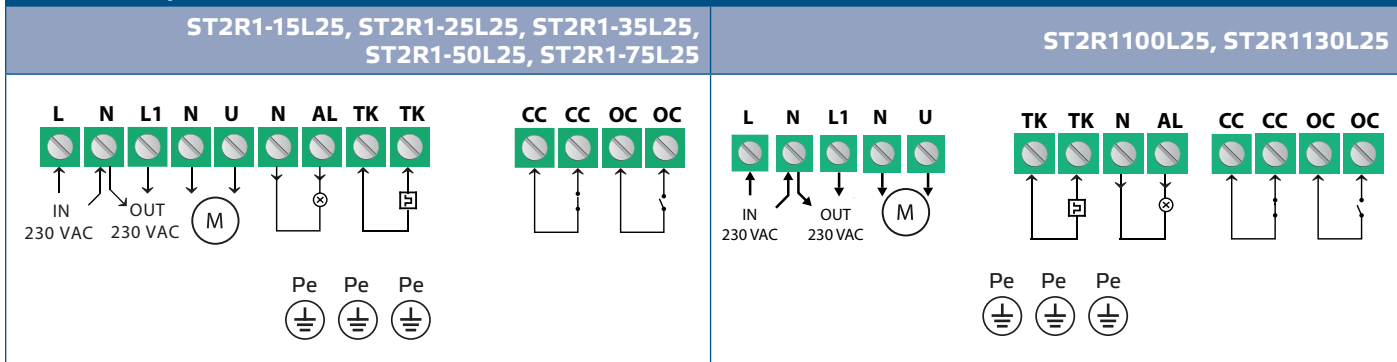 ST2R1-15L25, ST2R1-25L25, ST2R1-35L25,
ST2R1-50L25, ST2R1-75L25
L N L1 N U N AL TK TK CC CC OC OC
IN OUT M
230 VAC 230 VAC
Pe Pe Pe
ST2R1100L25, ST2R1130L25
L N L1 N U TK TK N AL CC CC OC OC
IN OUT M
230 VAC 230 VAC
Pe Pe Pe